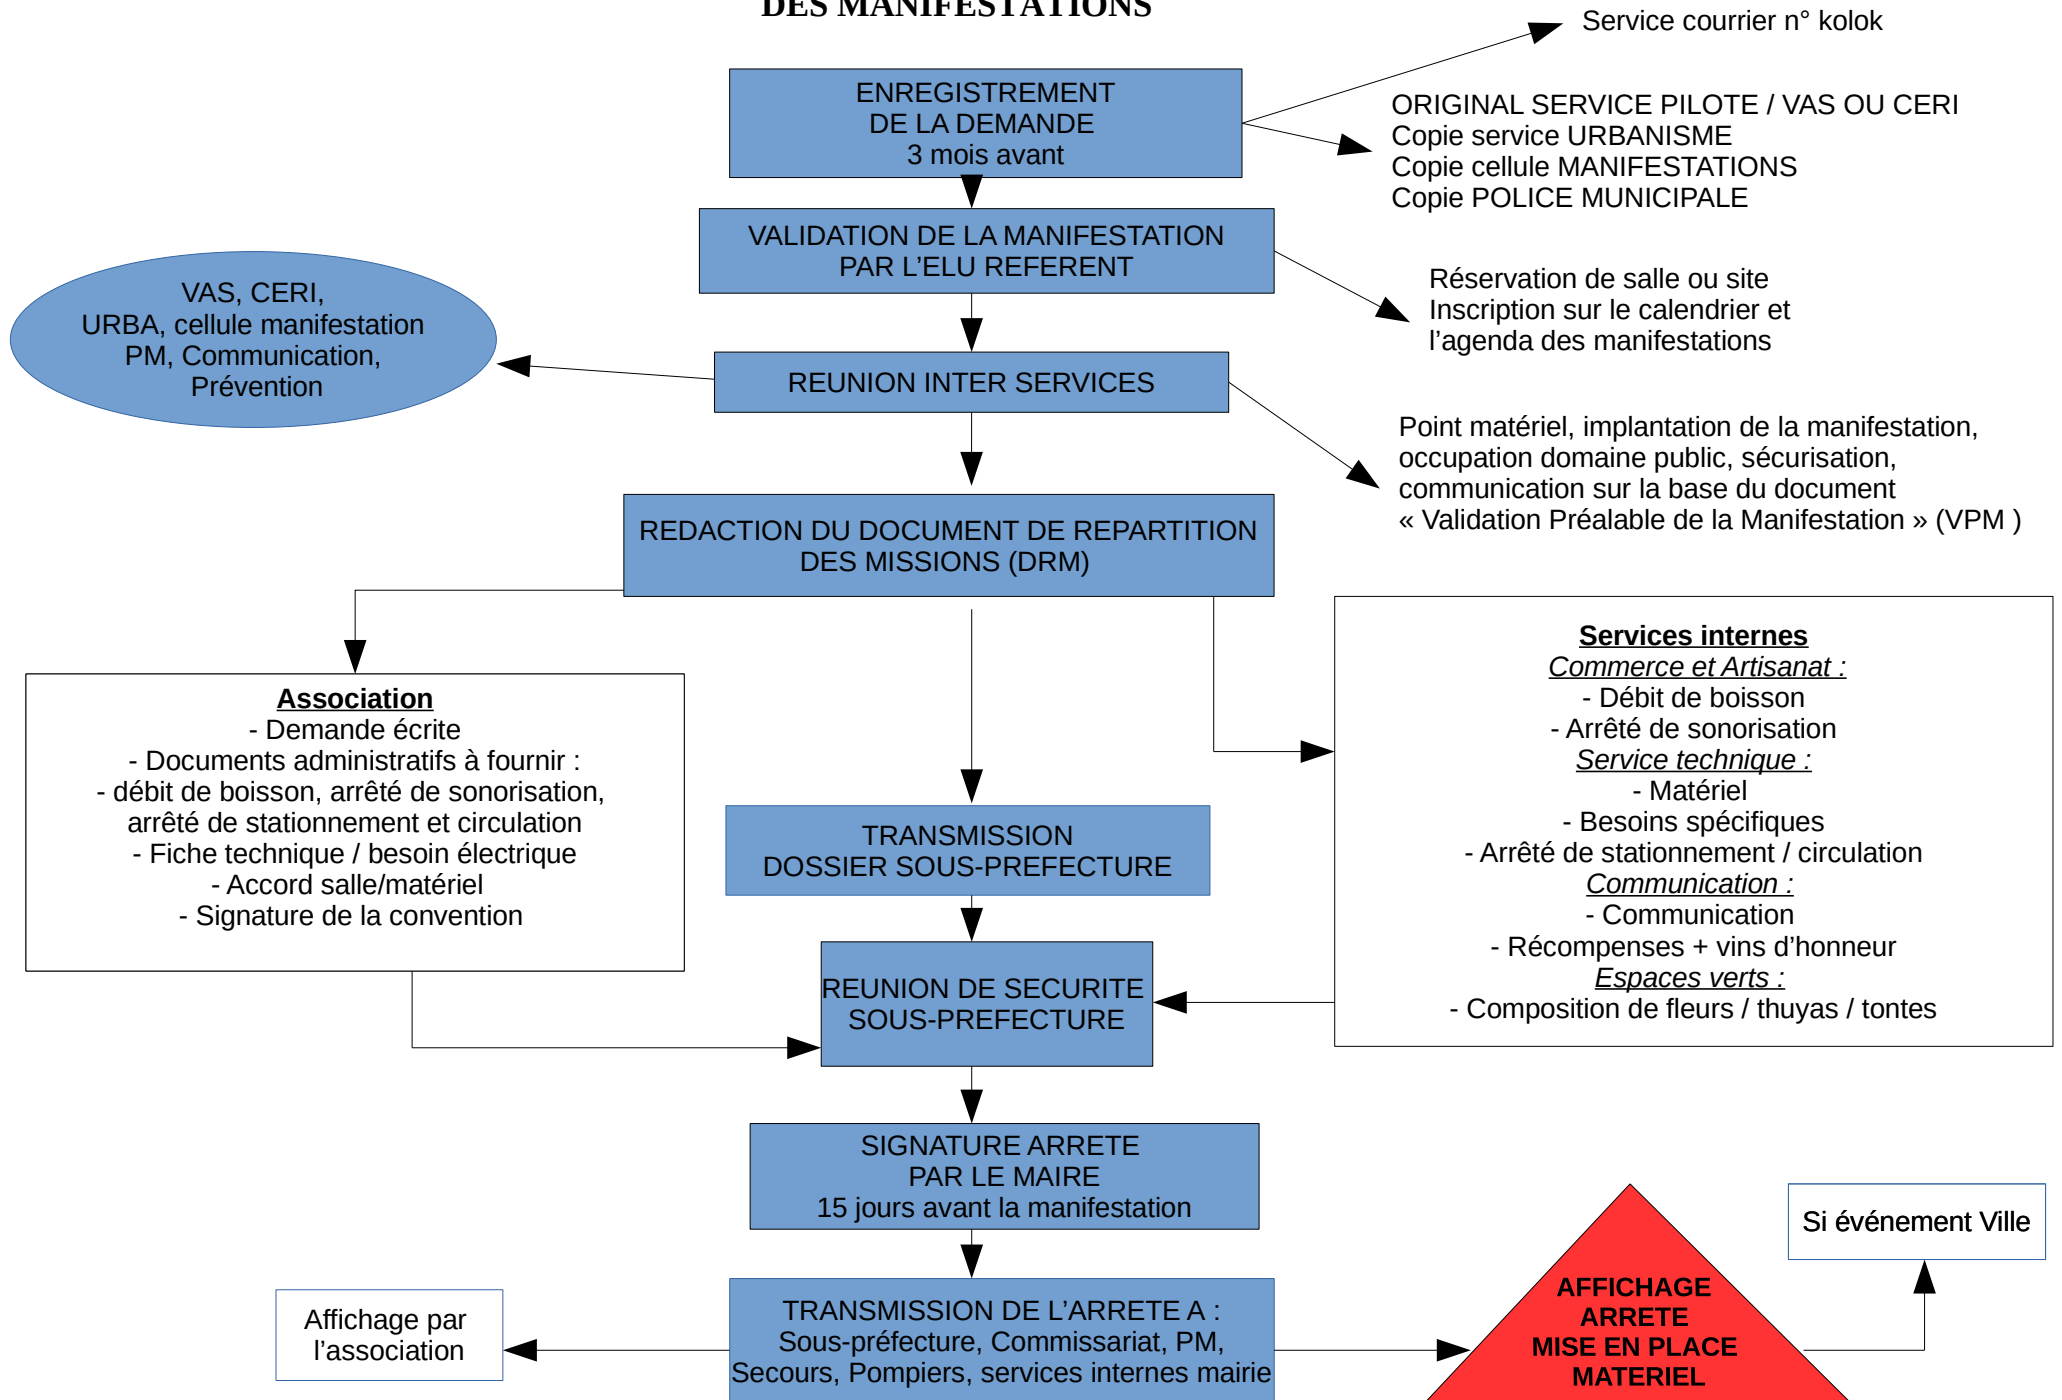 DES MANIFESTATIONS
Service courrier n° kolok
ENREGISTREMENT
DE LA DEMANDE
3 mois avant
ORIGINAL SERVICE PILOTE / VAS OU CERI
Copie service URBANISME
Copie cellule MANIFESTATIONS
Copie POLICE MUNICIPALE
VALIDATION DE LA MANIFESTATION
PAR L'ELU REFERENT
Réservation de salle ou site
Inscription sur le calendrier et
l'agenda des manifestations
VAS, CERI,
URBA, cellule manifestation
PM, Communication,
Prévention
REUNION INTER SERVICES
Point matériel, implantation de la manifestation,
occupation domaine public, sécurisation,
communication sur la base du document
« Validation Préalable de la Manifestation » (VPM )
REDACTION DU DOCUMENT DE REPARTITION
DES MISSIONS (DRM)
Association
- Demande écrite
- Documents administratifs à fournir :
- débit de boisson, arrêté de sonorisation,
arrêté de stationnement et circulation
- Fiche technique / besoin électrique
- Accord salle/matériel
- Signature de la convention
Services internes
Commerce et Artisanat :
- Débit de boisson
- Arrêté de sonorisation
Service technique :
- Matériel
- Besoins spécifiques
- Arrêté de stationnement / circulation
Communication :
- Communication
- Récompenses + vins d'honneur
Espaces verts :
- Composition de fleurs / thuyas / tontes
TRANSMISSION
DOSSIER SOUS-PREFECTURE
REUNION DE SECURITE
SOUS-PREFECTURE
SIGNATURE ARRETE
PAR LE MAIRE
15 jours avant la manifestation
Si événement Ville
Affichage par
l'association
TRANSMISSION DE L'ARRETE A :
Sous-préfecture, Commissariat, PM,
Secours, Pompiers, services internes mairie
AFFICHAGE
ARRETE
MISE EN PLACE
MATERIEL